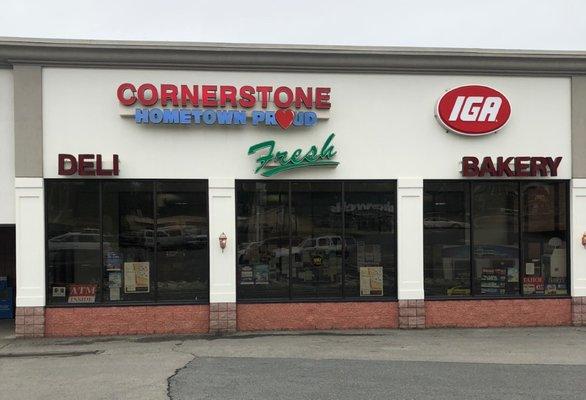 CORNERSTONE
HOMETOWN PROUD
IGA
Fresh
DELI
BAKERY
ATM
INSIDE